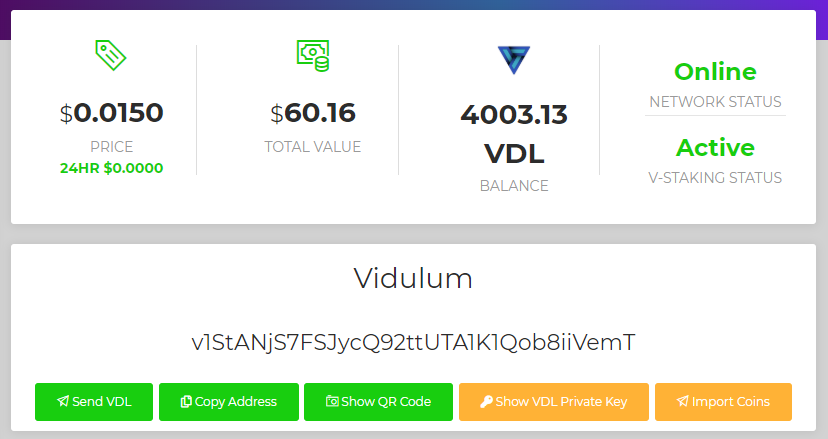 $0.0150
PRICE
24HR $0.0000
$60.16
TOTAL VALUE
4003.13
VDL
BALANCE
Online
NETWORK STATUS
Active
V-STAKING STATUS
Vidulum
v1StANjS7FSJycQ92ttUTA1K1Qob8iiVemT
Send VDL
Copy Address
Show QR Code
Show VDL Private Key
Import Coins